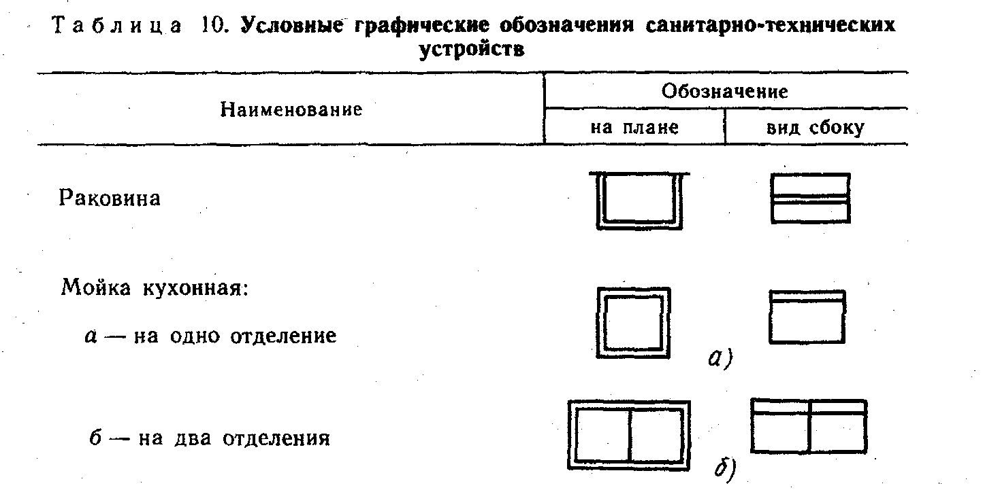 Таблица 10. Условные графические обозначения санитарно-технических
устройств
Наименование
Обозначение
на плане
вид сбоку
Раковина
Мойка кухонная:
а — на одно отделение
а)
б — на два отделения
б)